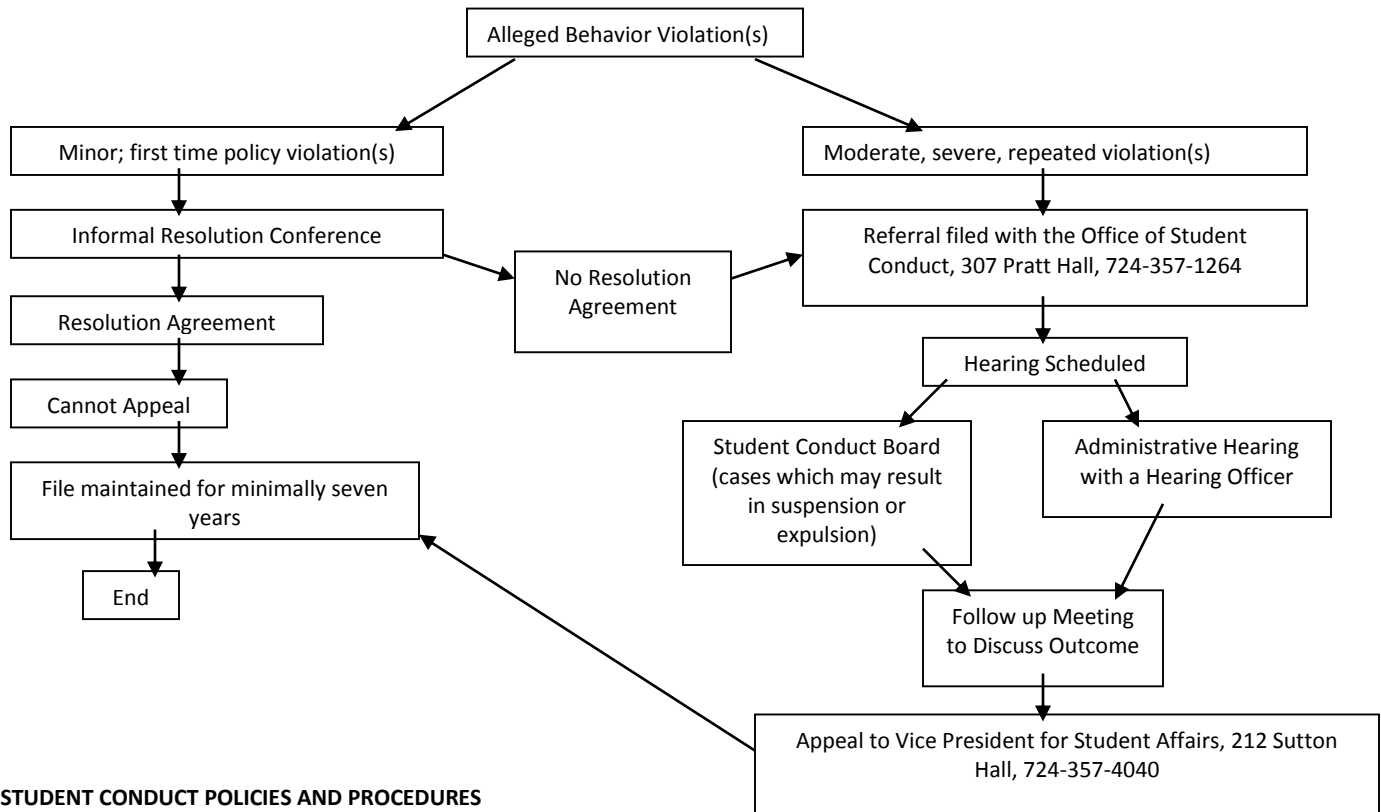 Alleged Behavior Violation(s)
Minor; first time policy violation(s)
Moderate, severe, repeated violation(s)
Informal Resolution Conference
Referral filed with the Office of Student
Conduct, 307 Pratt Hall, 724-357-1264
No Resolution
Agreement
Resolution Agreement
Hearing Scheduled
Cannot Appeal
Student Conduct Board
(cases which may result
in suspension or
expulsion)
Administrative Hearing
with a Hearing Officer
File maintained for minimally seven
years
End
Follow up Meeting
to Discuss Outcome
Appeal to Vice President for Student Affairs, 212 Sutton
Hall, 724-357-4040
STUDENT CONDUCT POLICIES AND PROCEDURES